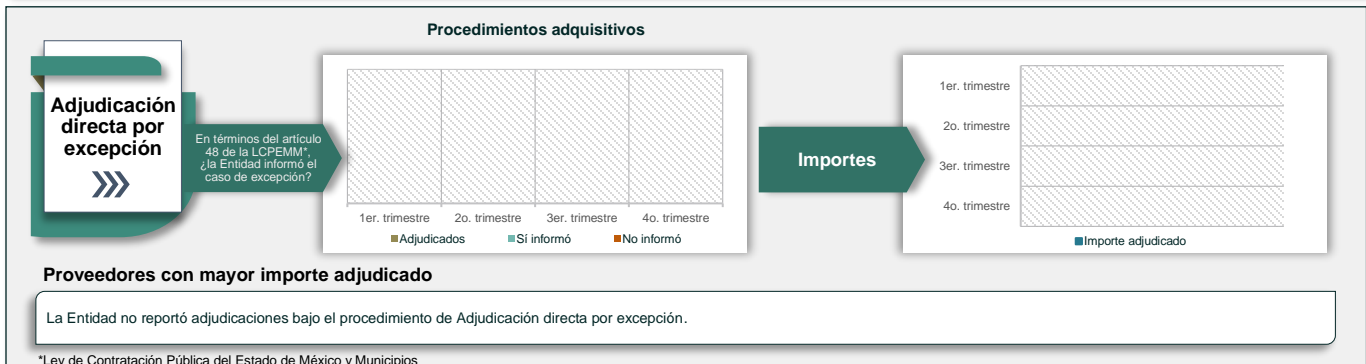 Procedimientos adquisitivos
Adjudicación
directa por
excepción
En términos del artículo
48 de la LCPEMM*,
¿la Entidad informó el
caso de excepción?
1er. trimestre
2o. trimestre
3er. trimestre
4o. trimestre
Adjudicados
Sí informó
No informó
Importes
1er. trimestre
2o. trimestre
3er. trimestre
4o. trimestre
Importe adjudicado
Proveedores con mayor importe adjudicado
La Entidad no reportó adjudicaciones bajo el procedimiento de Adjudicación directa por excepción.
*Ley de Contratación Pública del Estado de México y Municipios